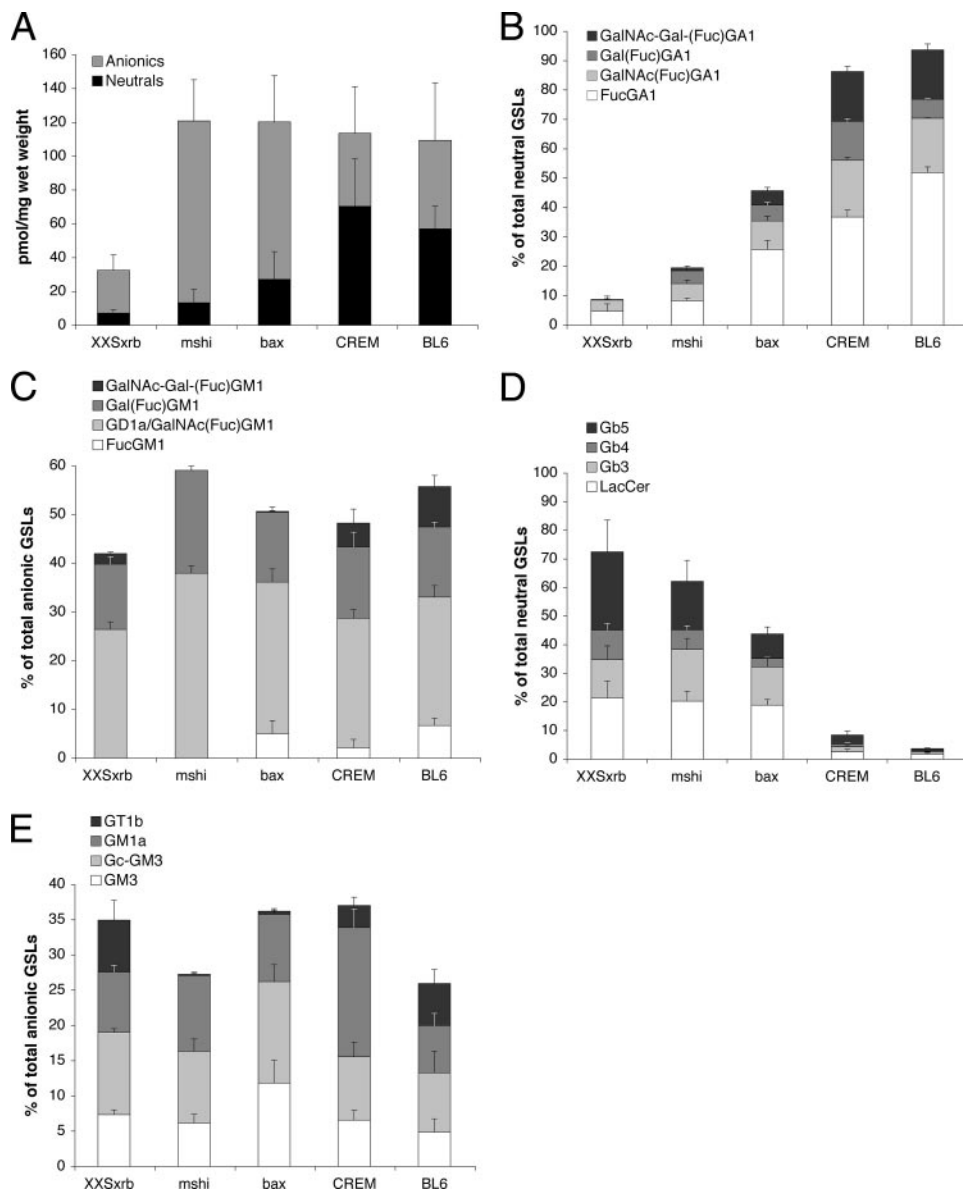 A
Anionics
Neutrals
pmol/mg wet weight
160
140
120
100
80
60
40
20
0
XXSxrb mshi bax CREM BL6
B
GalNAc-Gal-(Fuc)GA1
Gal(Fuc)GA1
GalNAc(Fuc)GA1
FucGA1
% of total neutral GSLs
100
90
80
70
60
50
40
30
20
10
0
XXSxrb mshi bax CREM BL6
C
GalNAc-Gal-(Fuc)GM1
Gal(Fuc)GM1
GD1a/GalNAc(Fuc)GM1
FucGM1
% of total anionic GSLs
60
50
40
30
20
10
0
XXSxrb mshi bax CREM BL6
D
Gb5
Gb4
Gb3
LacCer
% of total neutral GSLs
100
90
80
70
60
50
40
30
20
10
0
XXSxrb mshi bax CREM BL6
E
GT1b
GM1a
Gc-GM3
GM3
% of total anionic GSLs
40
35
30
25
20
15
10
5
0
XXSxrb mshi bax CREM BL6